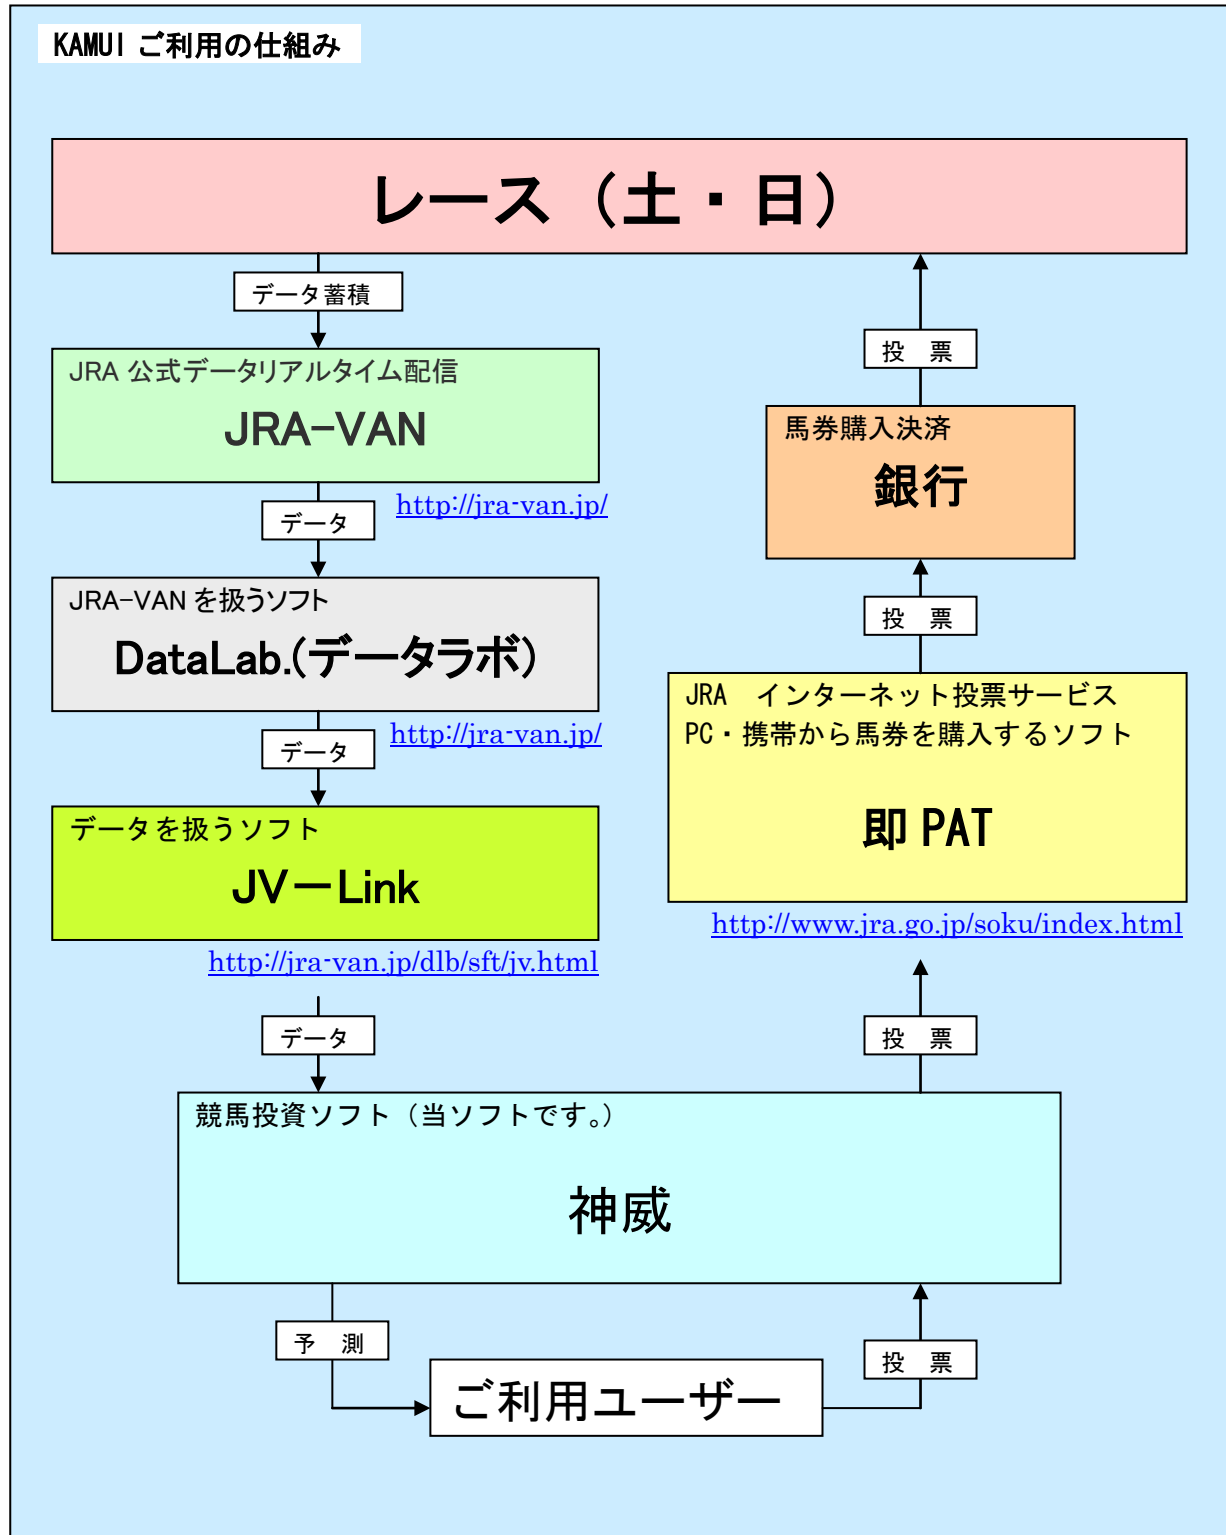 KAMUI ご利用の仕組み
レース（土・日）
データ蓄積
JRA 公式データリアルタイム配信
JRA-VAN
http://jra-van.jp/
データ
JRA-VAN を扱うソフト
DataLab.(データラボ)
http://jra-van.jp/
データ
データを扱うソフト
JV－Link
http://jra-van.jp/dlb/sft/jv.html
データ
投　票
馬券購入決済
銀行
投　票
JRA　インターネット投票サービス
PC・携帯から馬券を購入するソフト
即 PAT
http://www.jra.go.jp/soku/index.html
投　票
競馬投資ソフト（当ソフトです。）
神威
予　測
ご利用ユーザー
投　票